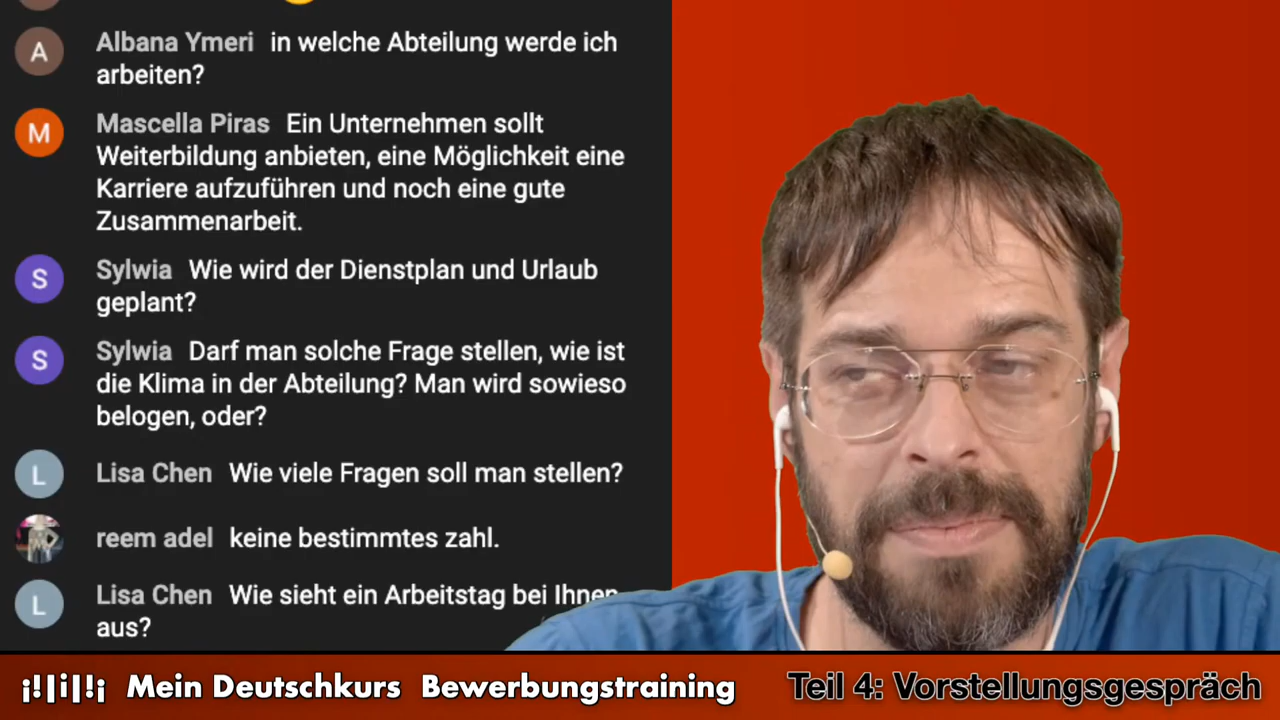 A Albana Ymeri in welche Abteilung werde ich
arbeiten?
M Mascella Piras Ein Unternehmen sollt
Weiterbildung anbieten, eine Möglichkeit eine
Karriere aufzuführen und noch eine gute
Zusammenarbeit.
S Sylwia Wie wird der Dienstplan und Urlaub
geplant?
S Sylwia Darf man solche Frage stellen, wie ist
die Klima in der Abteilung? Man wird sowieso
belogen, oder?
L Lisa Chen Wie viele Fragen soll man stellen?
reem adel keine bestimmtes zahl.
L Lisa Chen Wie sieht ein Arbeitstag bei Ihnen
aus?
¡!|i|!¡ Mein Deutschkurs Bewerbungstraining Teil 4: Vorstellungsgespräch